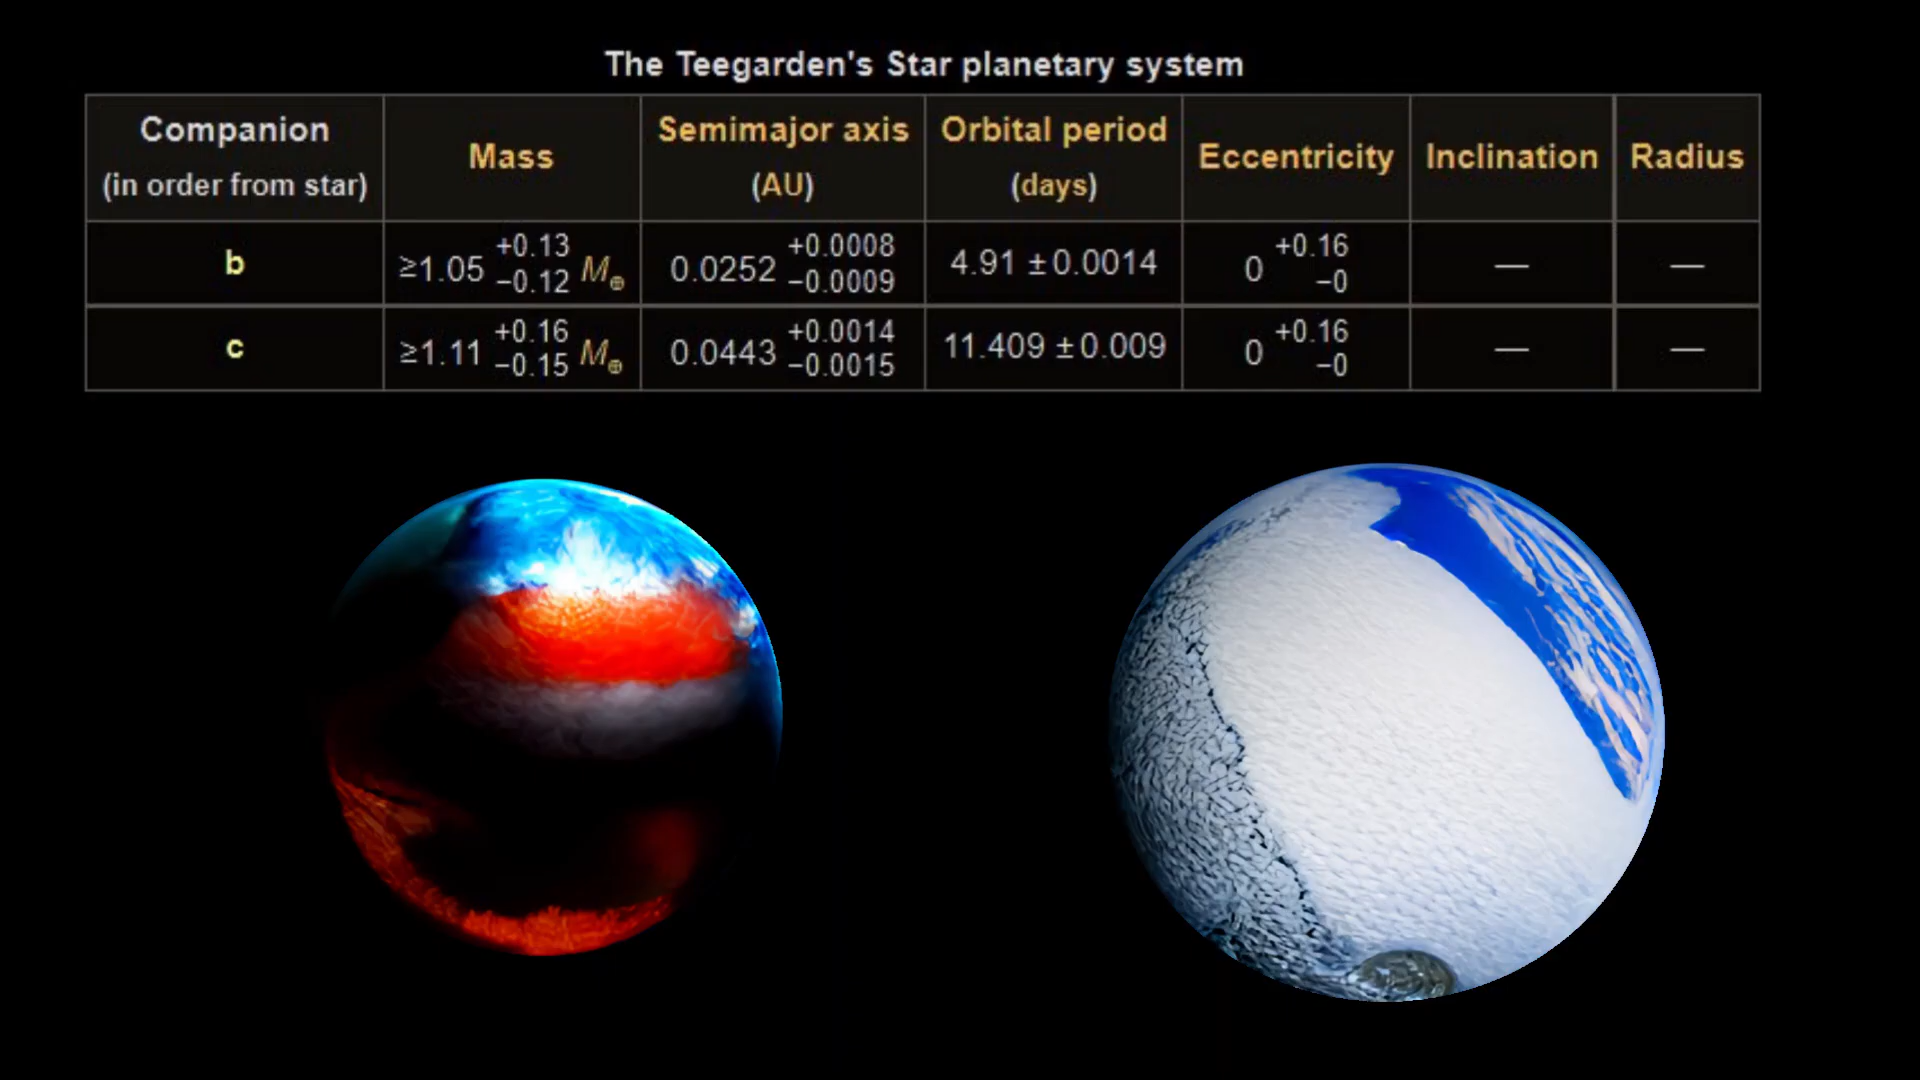 The Teegarden's Star planetary system
Companion
(in order from star)
Mass
Semimajor axis
(AU)
Orbital period
(days)
Eccentricity
Inclination
Radius
b
≥1.05 +0.13 −0.12 M⊕
0.0252 +0.0008 −0.0009
4.91 ±0.0014
0 +0.16 −0
—
—
c
≥1.11 +0.16 −0.15 M⊕
0.0443 +0.0014 −0.0015
11.409 ±0.009
0 +0.16 −0
—
—